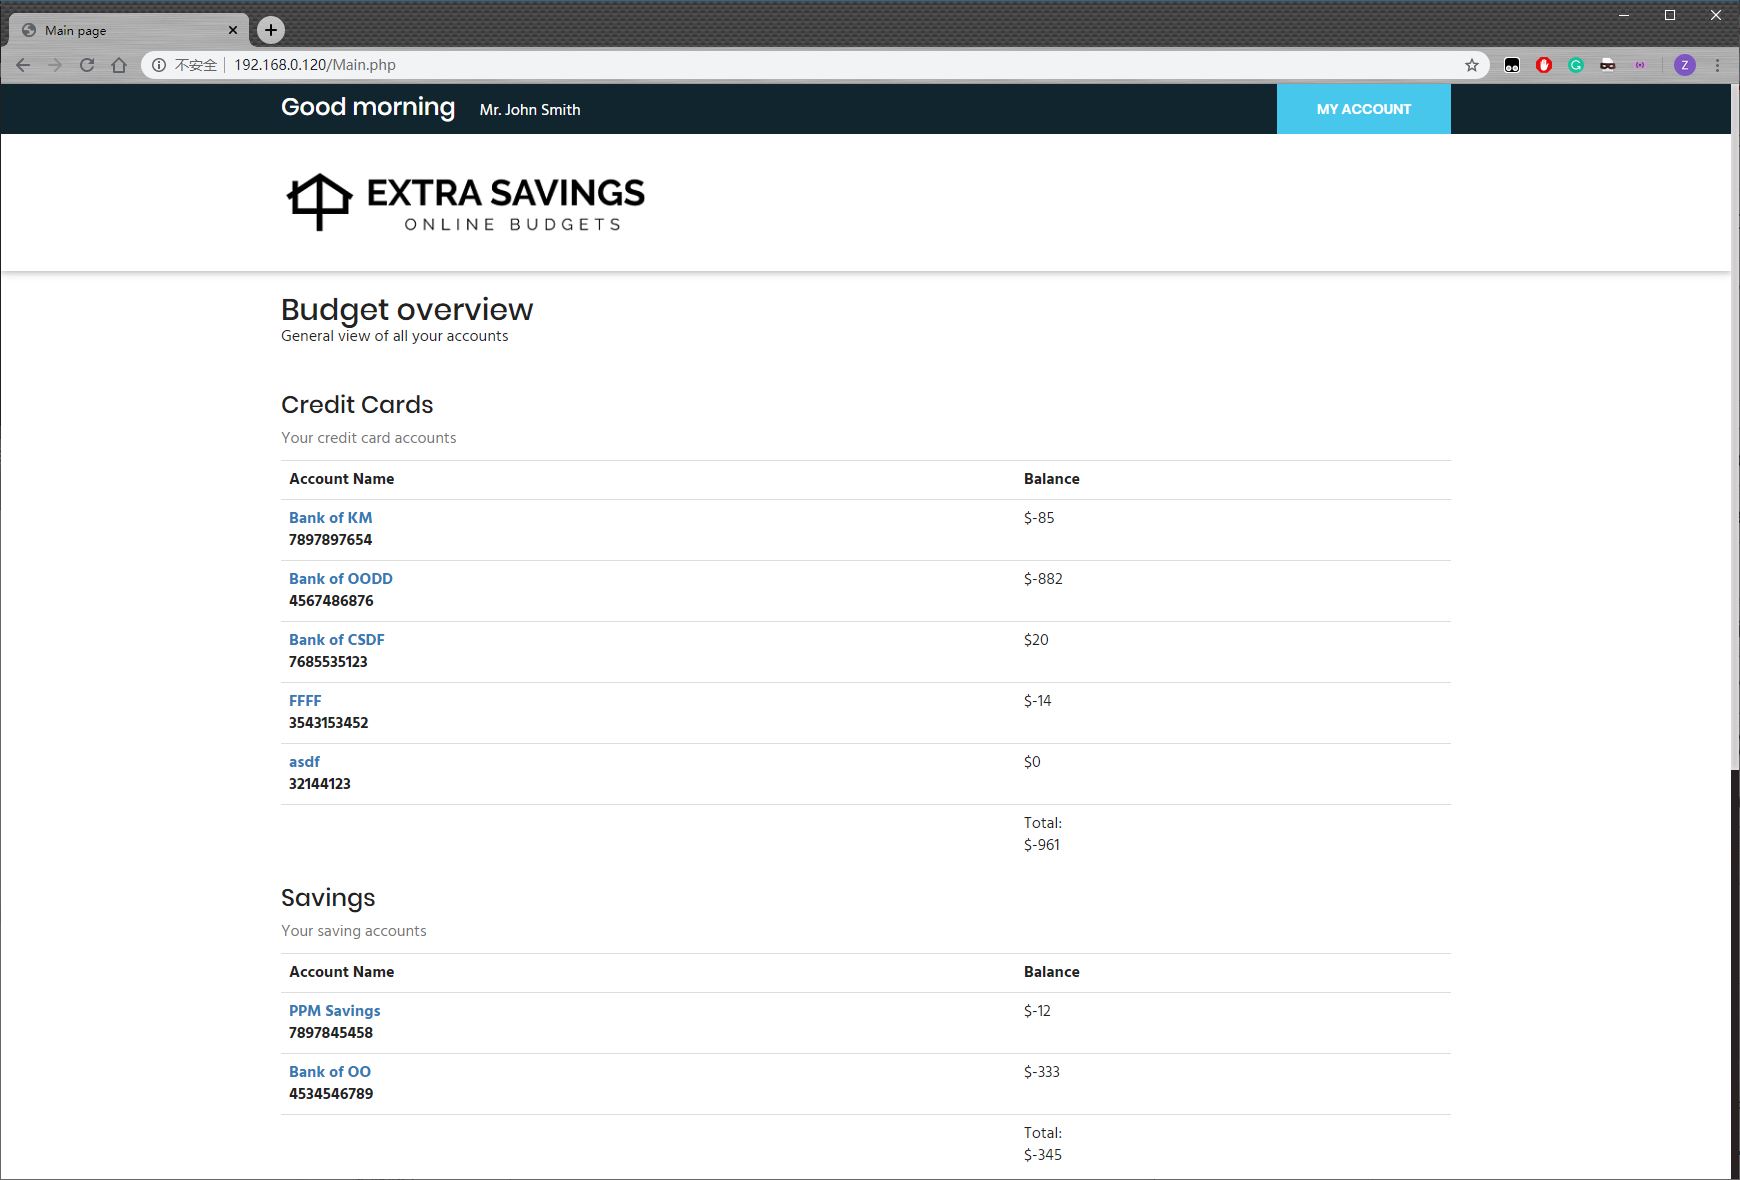 Main page
不安全 192.168.0.120/Main.php
Z
Good morning Mr. John Smith MY ACCOUNT
EXTRA SAVINGS
ONLINE BUDGETS
Budget overview
General view of all your accounts
Credit Cards
Your credit card accounts
Account Name Balance
Bank of KM $-85
7897897654
Bank of OODD $-882
4567486876
Bank of CSDF $20
7685535123
FFFF $-14
3543153452
asdf $0
32144123
Total:
$-961
Savings
Your saving accounts
Account Name Balance
PPM Savings $-12
7897845458
Bank of OO $-333
4534546789
Total:
$-345